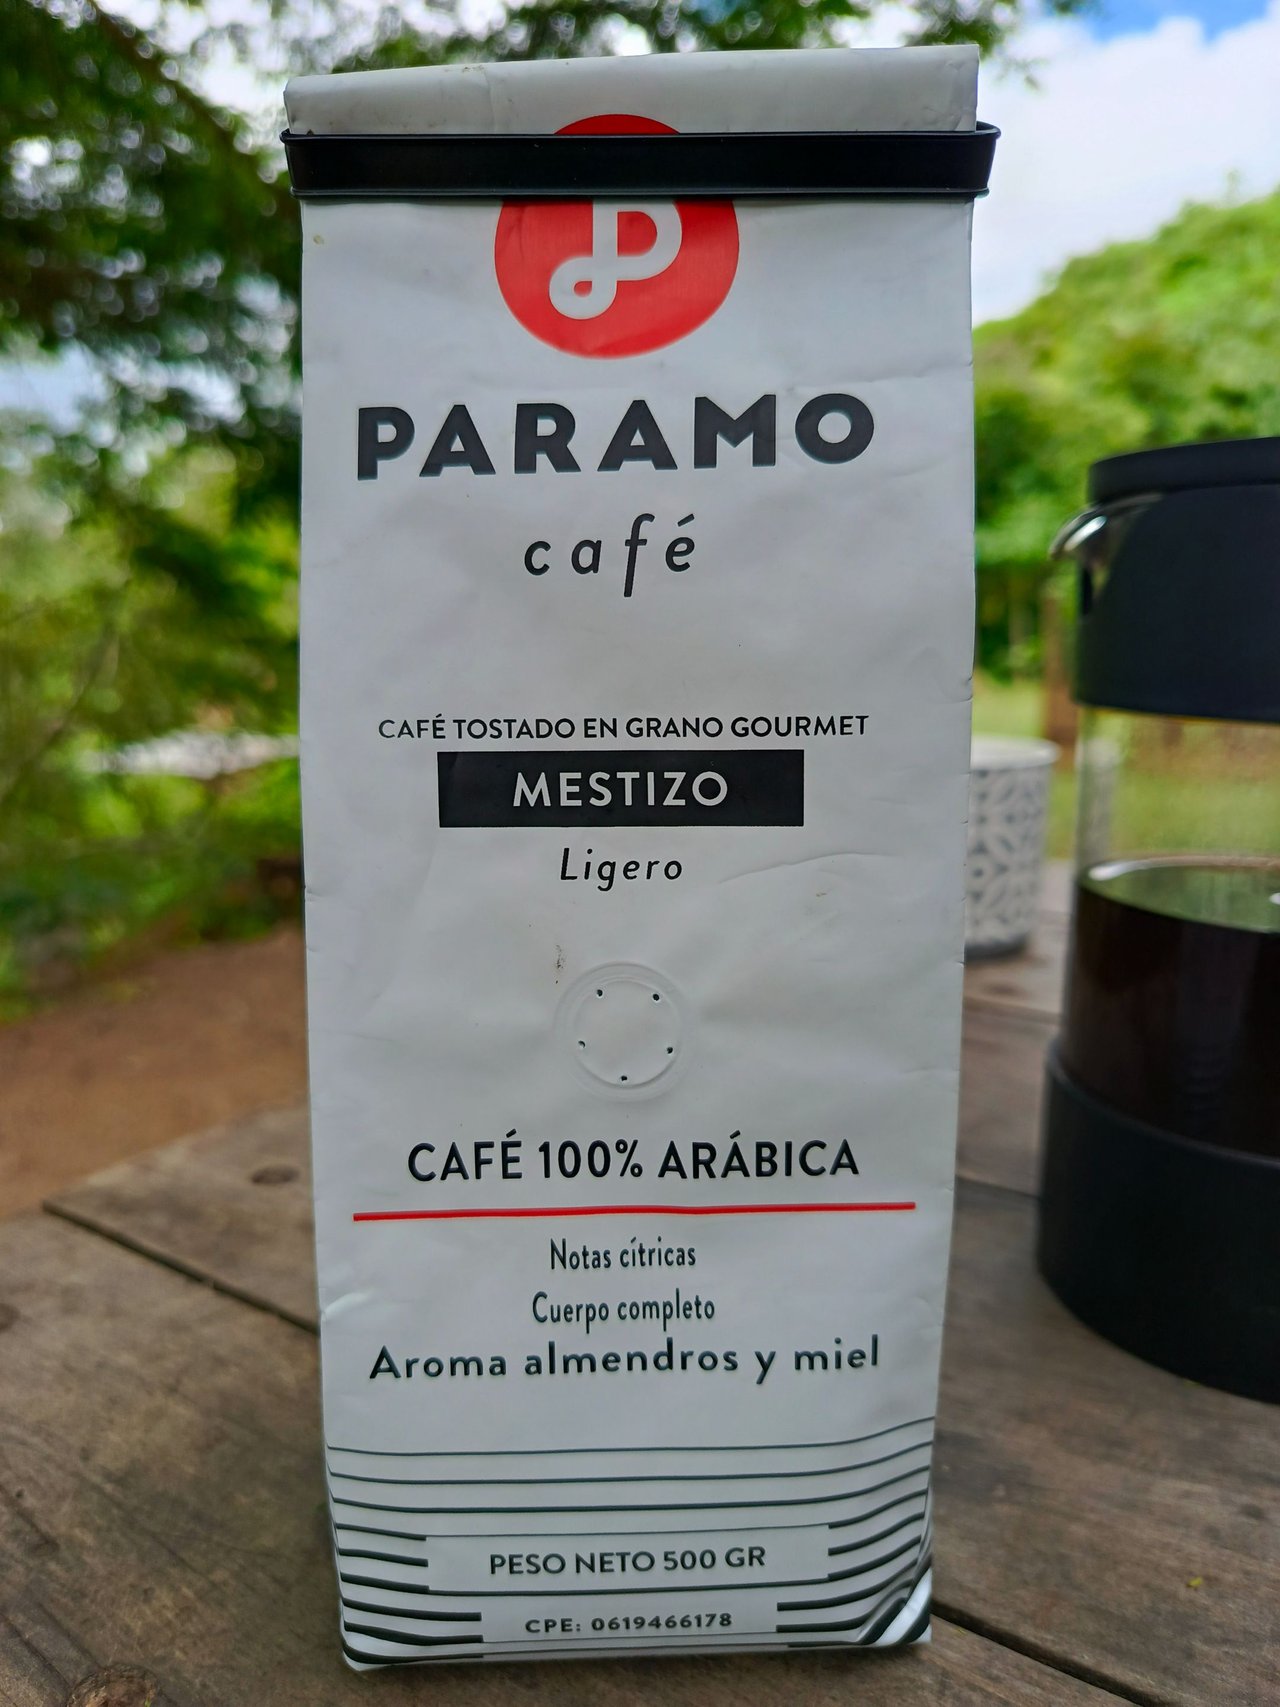 P
PARAMO
café
CAFÉ TOSTADO EN GRANO GOURMET
MESTIZO
Ligero
CAFÉ 100% ARÁBICA
Notas cítricas
Cuerpo completo
Aroma almendros y miel
PESO NETO 500 GR
CPE: 0619466178